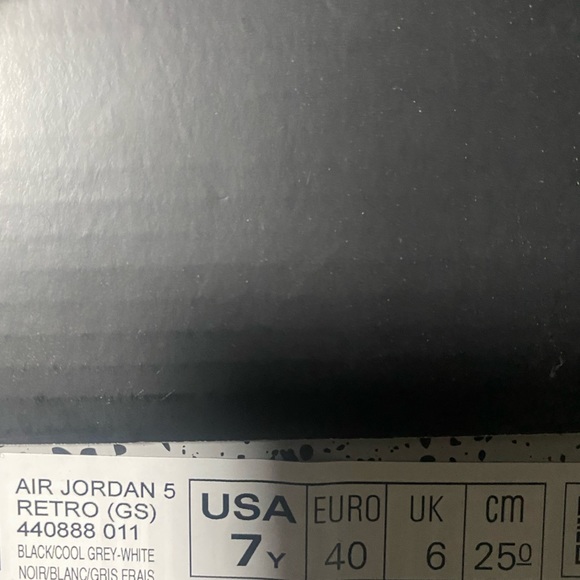 AIR JORDAN 5
RETRO (GS)
440888 011
BLACK/COOL GREY-WHITE
NOIR/BLANC/GRIS FRAIS
USA EURO UK cm
7Y 40 6 250